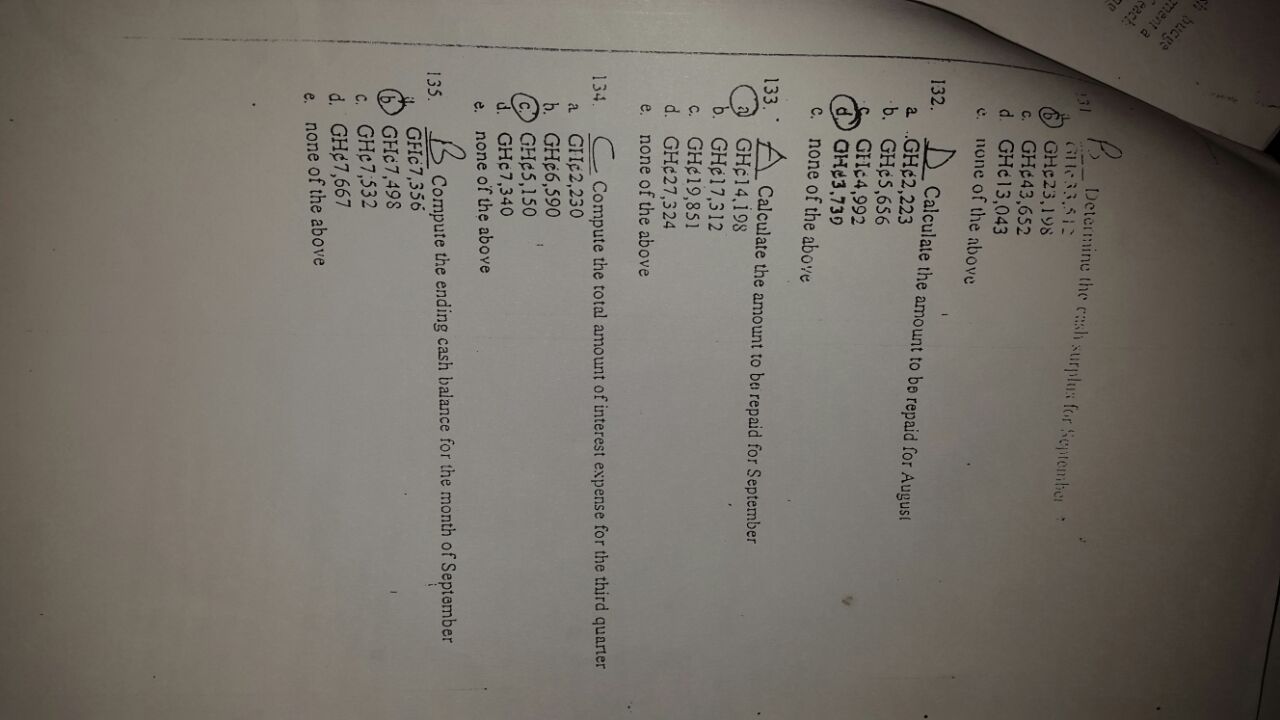 131 B Determine the cash surplus for September
a GH¢33,512
b GH¢23,198
c. GH¢43,652
d. GH¢13,043
e. none of the above
132. D Calculate the amount to be repaid for August
a ..GH¢2,223
b. GH¢5,656
c GH¢4,992
d. GH¢3,739
c. none of the above
133. A Calculate the amount to be repaid for September
a GH¢14,198
b. GH¢17,312
c. GH¢19,851
d. GH¢27,324
e. none of the above
134. C Compute the total amount of interest expense for the third quarter
a GH¢2,230
b. GH¢6,590
c. GH¢5,150
d. GH¢7,340
e. none of the above
135. B Compute the ending cash balance for the month of September
a GH¢7,356
b GH¢7,498
c. GH¢7,532
d. GH¢7,667
e. none of the above